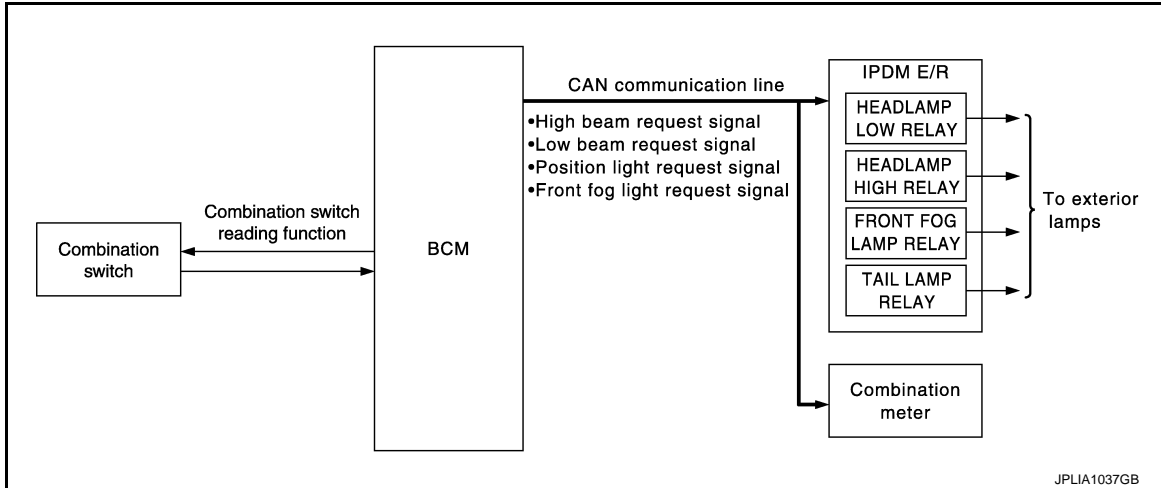 Combination
switch
Combination switch
reading function
BCM
CAN communication line
•High beam request signal
•Low beam request signal
•Position light request signal
•Front fog light request signal
IPDM E/R
HEADLAMP
LOW RELAY
HEADLAMP
HIGH RELAY
FRONT FOG
LAMP RELAY
TAIL LAMP
RELAY
To exterior
lamps
Combination
meter
JPLIA1037GB